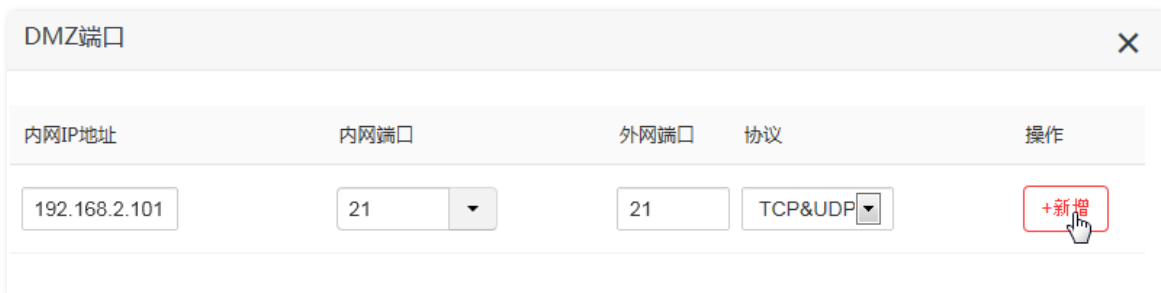 DMZ端口
内网IP地址 内网端口 外网端口 协议 操作
192.168.2.101 21 21 TCP&UDP +新增